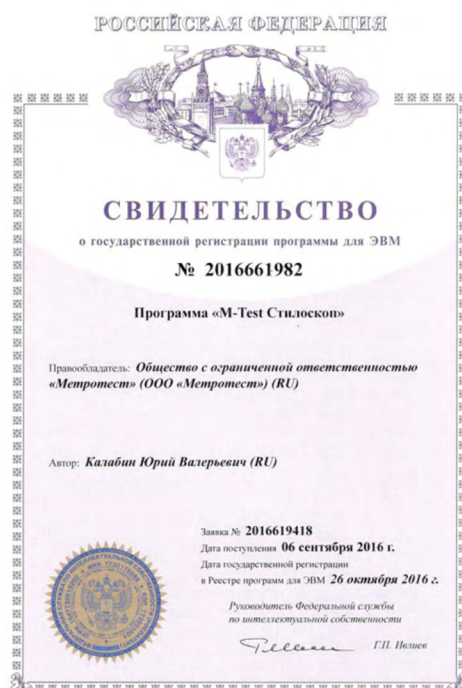 РОССИЙСКАЯ ФЕДЕРАЦИЯ
СВИДЕТЕЛЬСТВО
о государственной регистрации программы для ЭВМ
№ 2016661982
Программа «M-Test Стилоскоп»
Правообладатель: Общество с ограниченной ответственностью
«Метротест» (ООО «Метротест») (RU)
Автор: Калабин Юрий Валерьевич (RU)
Заявка № 2016619418
Дата поступления 06 сентября 2016 г.
Дата государственной регистрации
в Реестре программ для ЭВМ 26 октября 2016 г.
Руководитель Федеральной службы
по интеллектуальной собственности
Г.П. Ивлиев